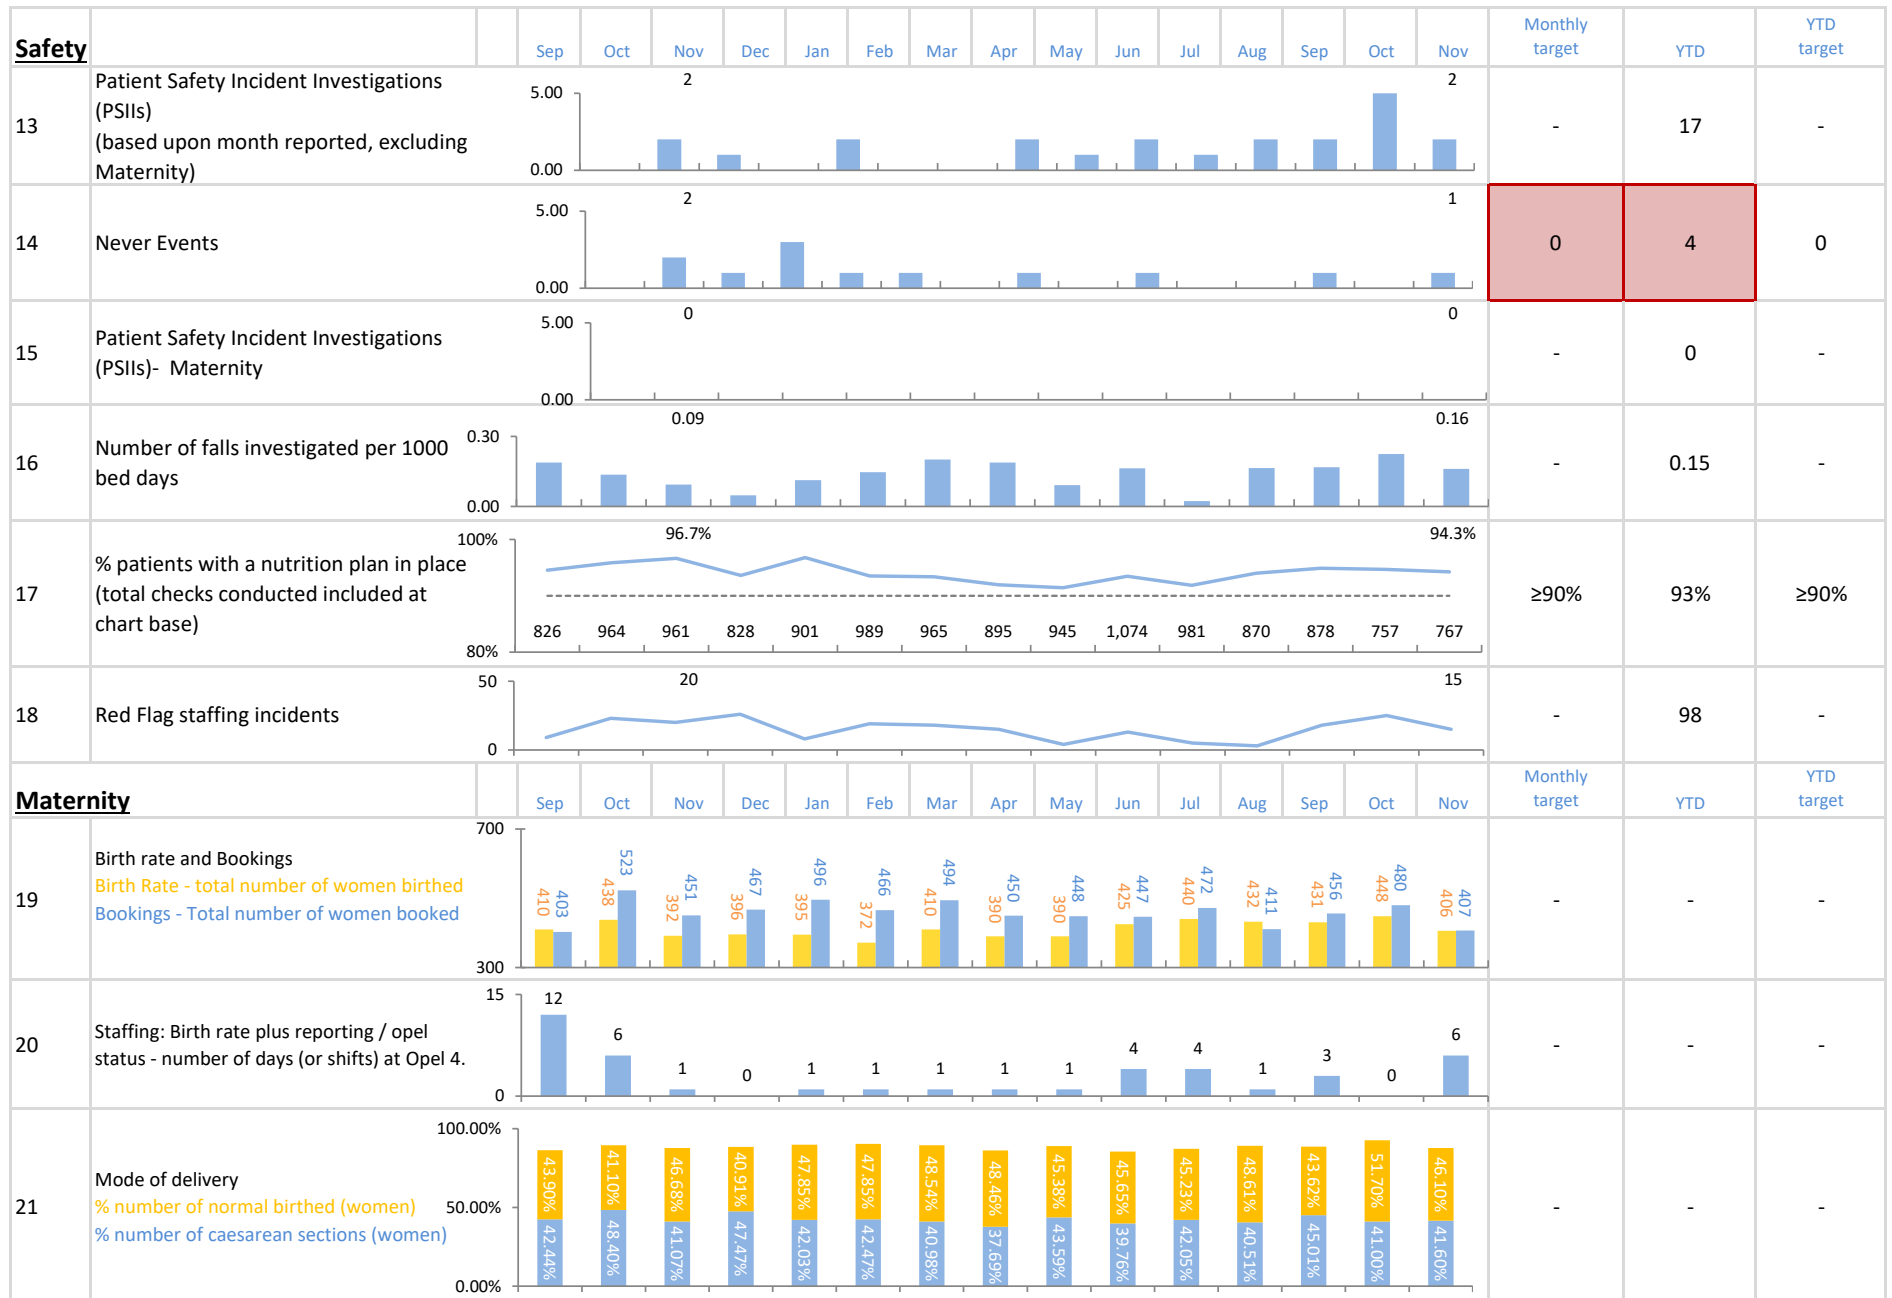 Safety
Sep Oct Nov Dec Jan Feb Mar Apr May Jun Jul Aug Sep Oct Nov
Monthly
target
YTD
YTD
target
13
Patient Safety Incident Investigations
(PSIIs)
(based upon month reported, excluding
Maternity)
5.00
0.00
2
2
-
17
-
14
Never Events
5.00
0.00
2
1
0
4
0
15
Patient Safety Incident Investigations
(PSIIs)-  Maternity
5.00
0.00
0
0
-
0
-
16
Number of falls investigated per 1000
bed days
0.30
0.00
0.09
0.16
-
0.15
-
17
% patients with a nutrition plan in place
(total checks conducted included at
chart base)
100%
80%
96.7%
94.3%
826 964 961 828 901 989 965 895 945 1,074 981 870 878 757 767
≥90%
93%
≥90%
18
Red Flag staffing incidents
50
0
20
15
-
98
-
Maternity
Sep Oct Nov Dec Jan Feb Mar Apr May Jun Jul Aug Sep Oct Nov
Monthly
target
YTD
YTD
target
19
Birth rate and Bookings
Birth Rate - total number of women birthed
Bookings - Total number of women booked
700
300
410 403 438 523 392 451 396 467 395 496 372 466 410 494 390 450 390 448 425 447 440 472 432 411 431 456 448 480 406 407
-
-
-
20
Staffing: Birth rate plus reporting / opel
status - number of days (or shifts) at Opel 4.
15
0
12 6 1 0 1 1 1 1 1 4 4 1 3 0 6
-
-
-
21
Mode of delivery
% number of normal birthed (women)
% number of caesarean sections (women)
100.00%
50.00%
0.00%
43.90% 41.10% 46.68% 40.91% 47.85% 47.85% 48.54% 48.46% 45.38% 45.65% 45.23% 48.61% 43.62% 51.70% 46.10%
42.44% 48.40% 41.07% 47.47% 42.03% 42.47% 40.98% 37.69% 43.59% 39.76% 42.05% 40.51% 45.01% 41.00% 41.60%
-
-
-